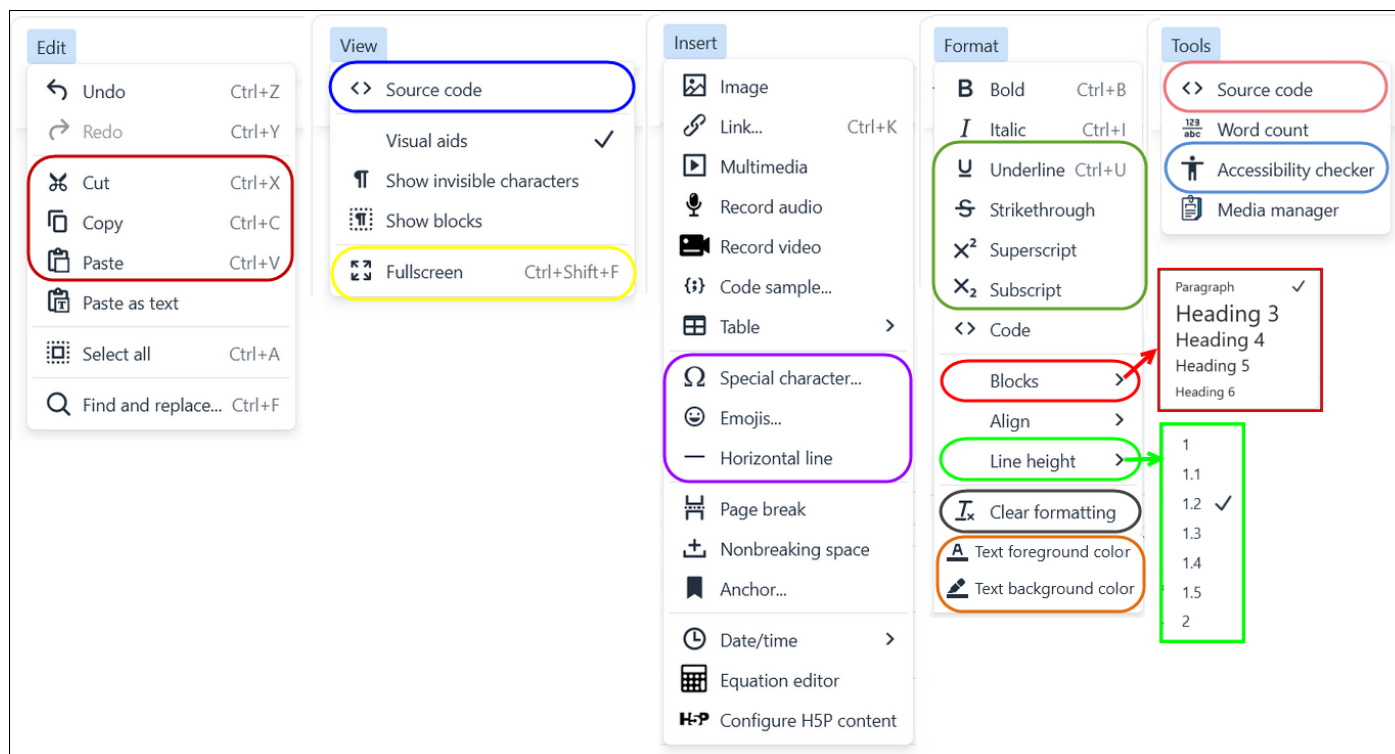 Edit
Undo Ctrl+Z
Redo Ctrl+Y
Cut Ctrl+X
Copy Ctrl+C
Paste Ctrl+V
Paste as text
Select all Ctrl+A
Find and replace... Ctrl+F
View
Source code
Visual aids
Show invisible characters
Show blocks
Fullscreen Ctrl+Shift+F
Insert
Image
Link... Ctrl+K
Multimedia
Record audio
Record video
Code sample...
Table
Special character...
Emojis...
Horizontal line
Page break
Nonbreaking space
Anchor...
Date/time
Equation editor
H5P Configure H5P content
Format
B Bold Ctrl+B
I Italic Ctrl+I
U Underline Ctrl+U
S Strikethrough
X² Superscript
X₂ Subscript
Code
Blocks
Align
Line height
Clear formatting
A Text foreground color
Text background color
Tools
Source code
123
abc Word count
Accessibility checker
Media manager
Paragraph
Heading 3
Heading 4
Heading 5
Heading 6
1
1.1
1.2
1.3
1.4
1.5
2